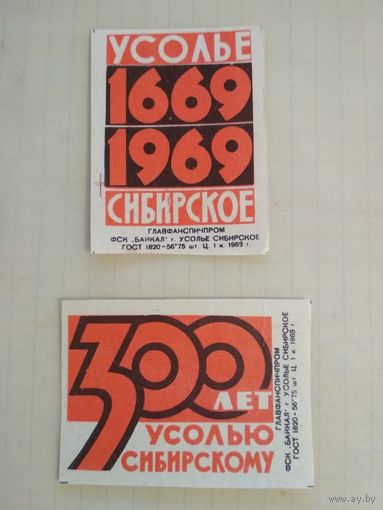 УСОЛЬЕ
1669
1969
СИБИРСКОЕ
ГЛАВФАНСПИЧПРОМ
ФСК „БАЙКАЛ" г. УСОЛЬЕ СИБИРСКОЕ
ГОСТ 1820-56*75 шт. Ц. 1 к. 1969 г.
300
ЛЕТ
УСОЛЬЮ
СИБИРСКОМУ
ГЛАВФАНСПИЧПРОМ
ФСК „БАЙКАЛ" г. УСОЛЬЕ СИБИРСКОЕ
ГОСТ 1820-56*75 шт. Ц. 1 к. 1969 г.
www.ay.by